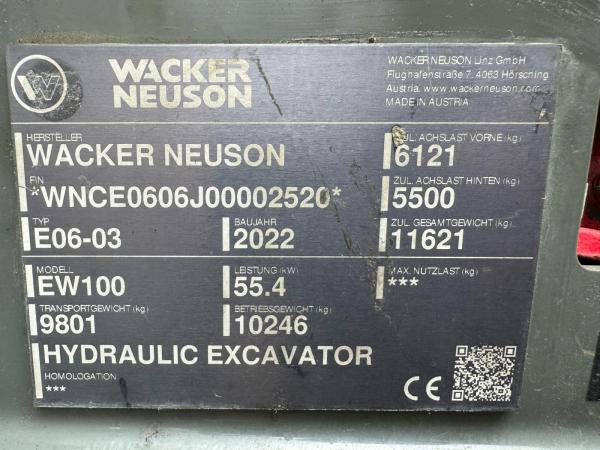 WACKER
NEUSON
WACKER NEUSON Linz GmbH
Flughafenstraße 7, 4063 Hörsching
Austria, www.wackerneuson.com
MADE IN AUSTRIA
HERSTELLER
WACKER NEUSON
ZUL. ACHSLAST VORNE (kg)
6121
FIN
*WNCE0606J00002520*
ZUL. ACHSLAST HINTEN (kg)
5500
TYP
E06-03
BAUJAHR
2022
ZUL. GESAMTGEWICHT (kg)
11621
MODELL
EW100
LEISTUNG (kW)
55.4
MAX. NUTZLAST (kg)
***
TRANSPORTGEWICHT (kg)
9801
BETRIEBSGEWICHT (kg)
10246
HYDRAULIC EXCAVATOR
HOMOLOGATION
***
CE